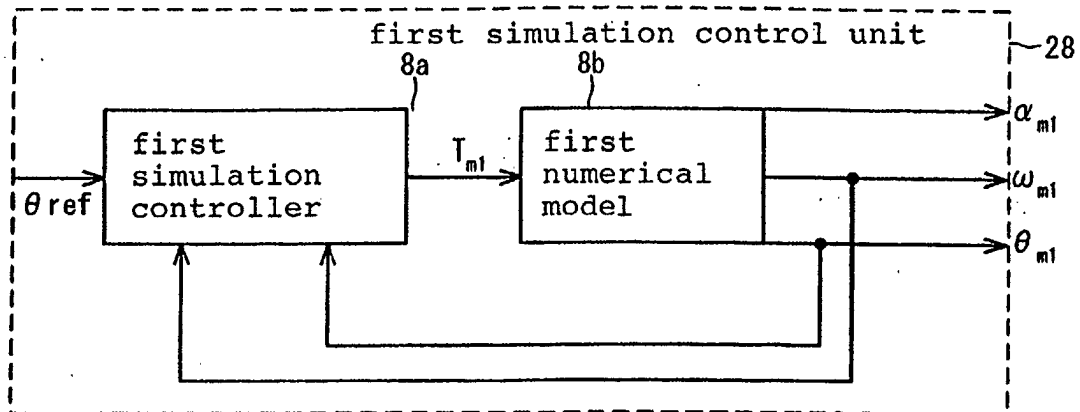 first simulation control unit
28
8a
8b
first
simulation
controller
T_m1
first
numerical
model
θ ref
α_m1
ω_m1
θ_m1